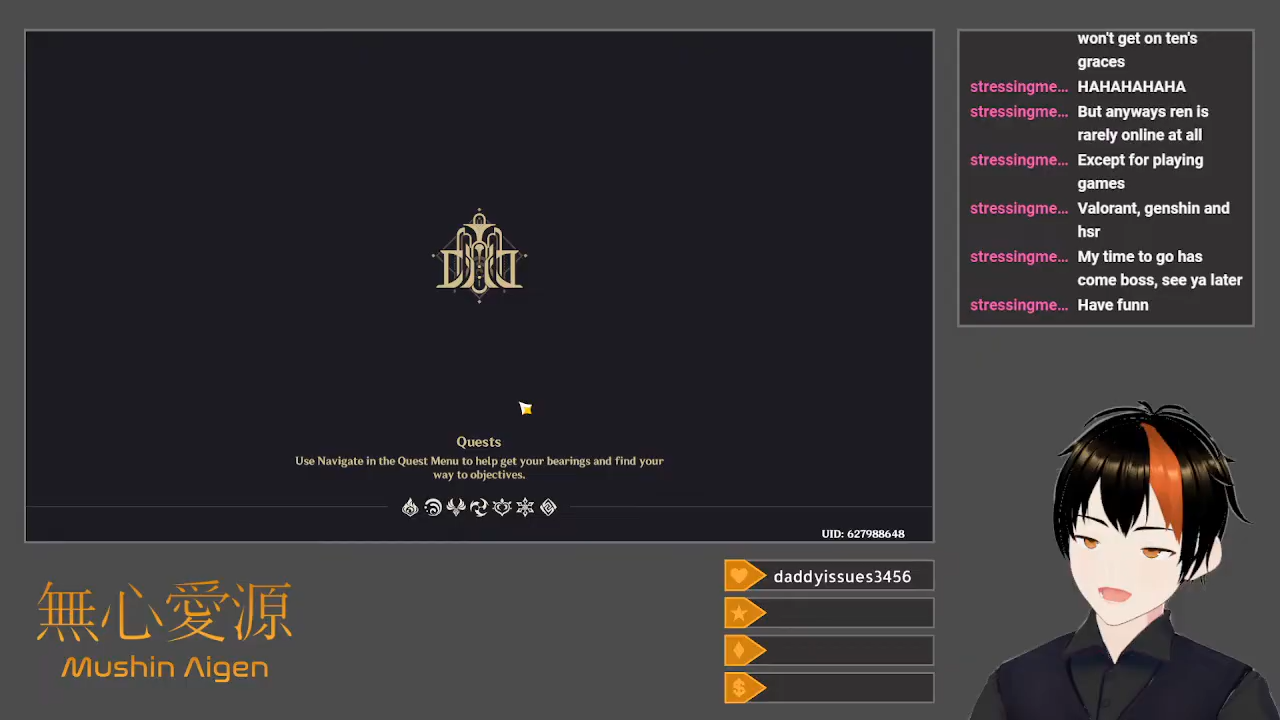 won't get on ten's
graces
stressingme... HAHAHAHAHA
stressingme... But anyways ren is
rarely online at all
stressingme... Except for playing
games
stressingme... Valorant, genshin and
hsr
stressingme... My time to go has
come boss, see ya later
stressingme... Have funn
Quests
Use Navigate in the Quest Menu to help get your bearings and find your
way to objectives.
UID: 627988648
無心愛源
Mushin Aigen
daddyissues3456